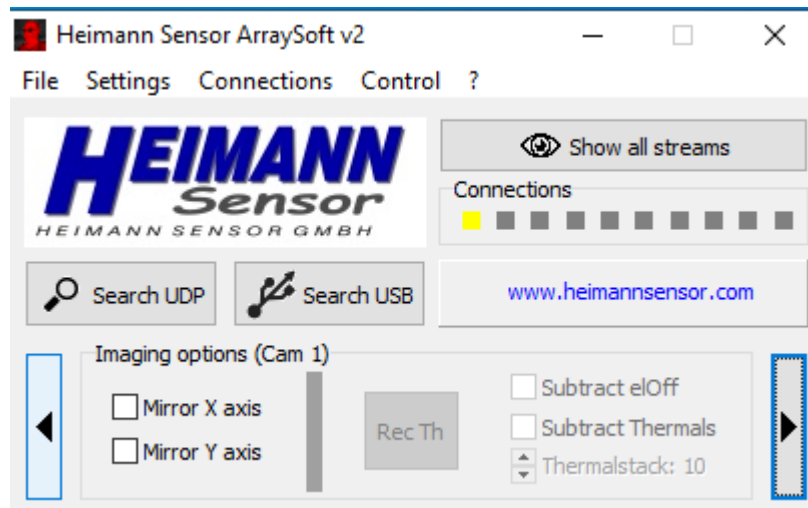 Heimann Sensor ArraySoft v2
File Settings Connections Control ?
HEIMANN
Sensor
HEIMANN SENSOR GMBH
Show all streams
Connections
Search UDP
Search USB
www.heimannsensor.com
Imaging options (Cam 1)
Mirror X axis
Mirror Y axis
Rec Th
Subtract elOff
Subtract Thermals
Thermalstack: 10